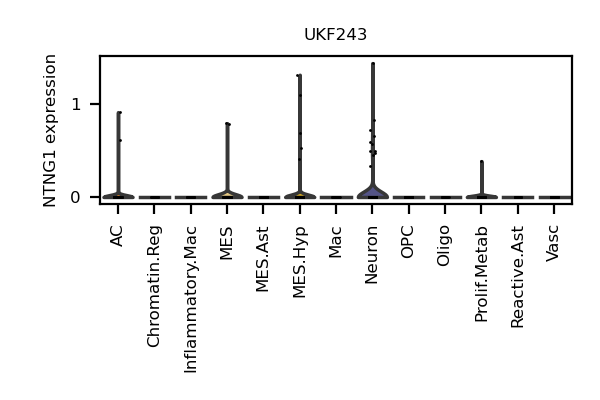 UKF243
NTNG1 expression
1
0
AC
Chromatin.Reg
Inflammatory.Mac
MES
MES.Ast
MES.Hyp
Mac
Neuron
OPC
Oligo
Prolif.Metab
Reactive.Ast
Vasc